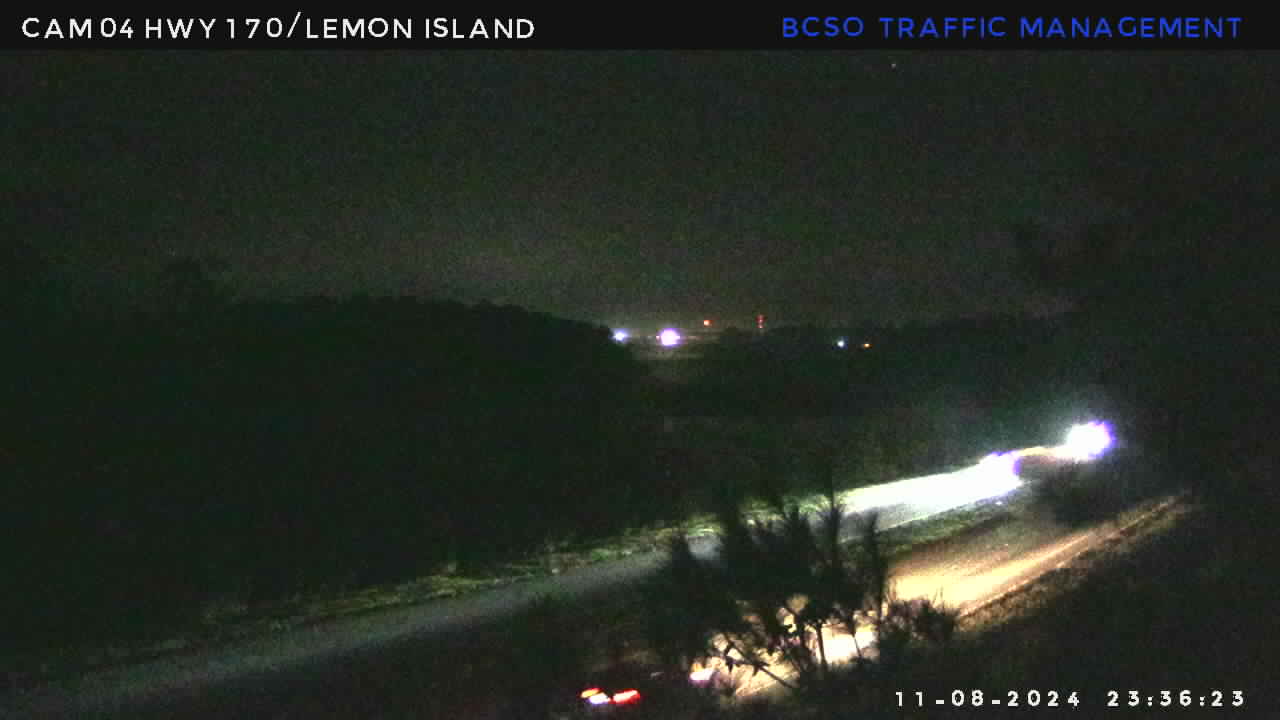 CAM04 HWY 170/LEMON ISLAND
BCSO TRAFFIC MANAGEMENT
11-08-2024 23:36:23